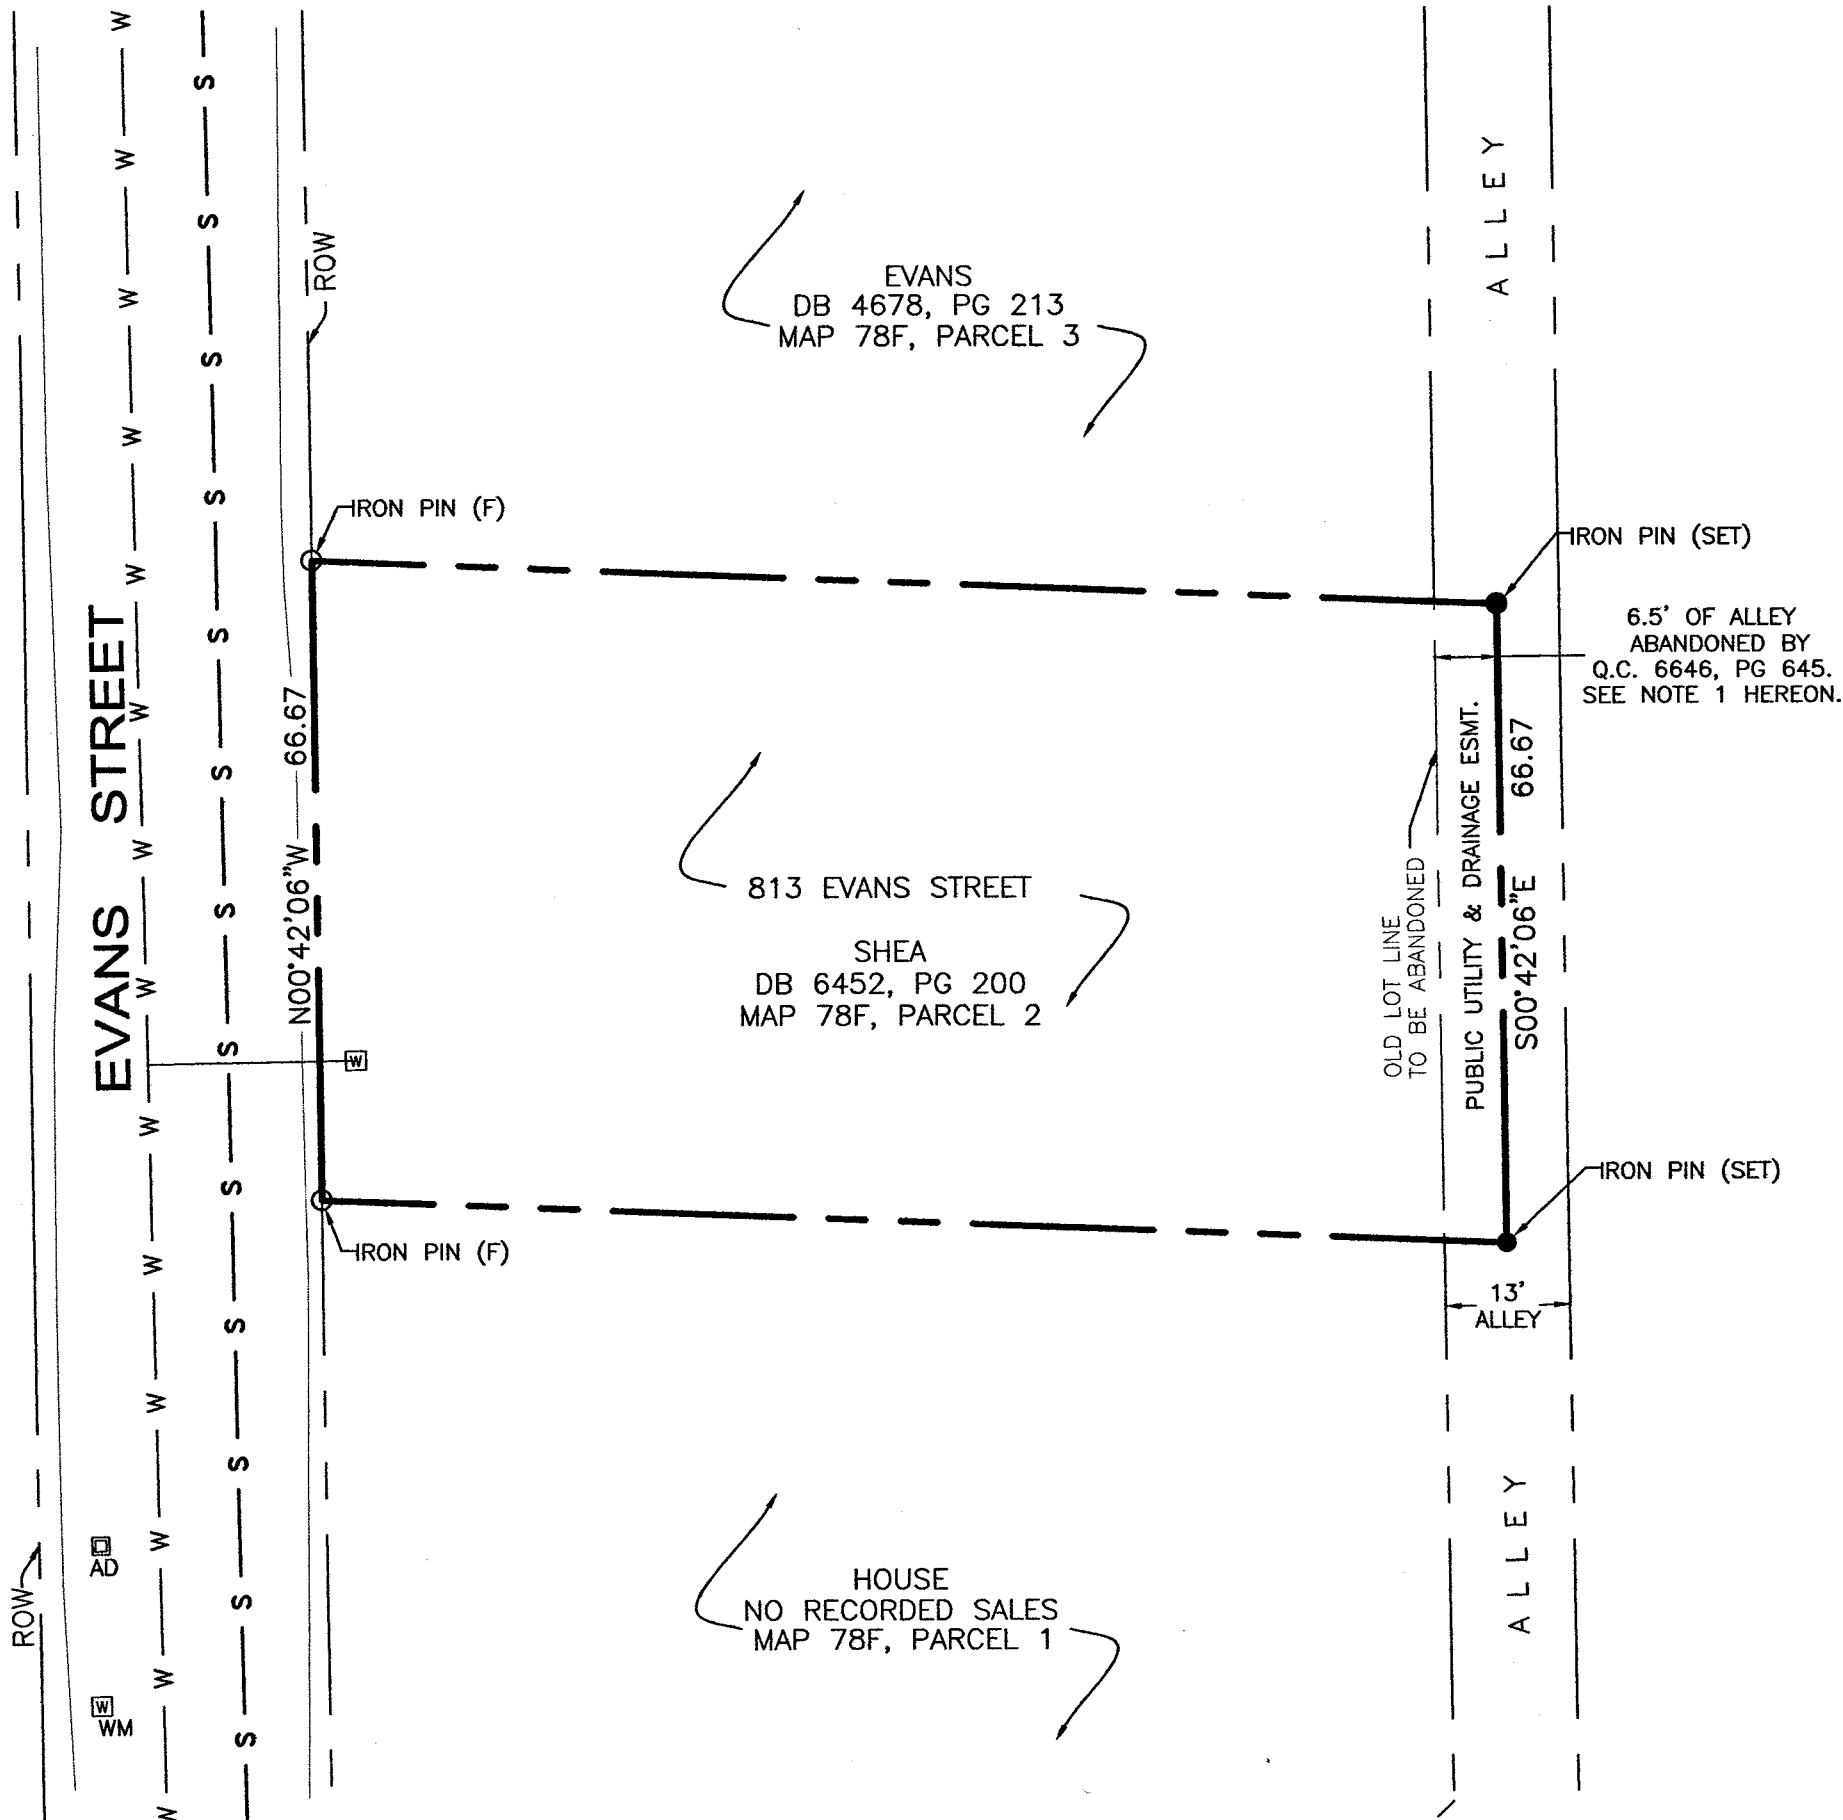 W
S
W
S
W
S
W
S
W
S
W
S
W
S
W
S
W
S
W
S
W
S
W
S
W
S
ROW
A L L E Y
EVANS
DB 4678, PG 213
MAP 78F, PARCEL 3
IRON PIN (F)
IRON PIN (SET)
6.5' OF ALLEY
ABANDONED BY
Q.C. 6646, PG 645.
SEE NOTE 1 HEREON.
EVANS STREET
N00°42'06"W 66.67
813 EVANS STREET
SHEA
DB 6452, PG 200
MAP 78F, PARCEL 2
OLD LOT LINE
TO BE ABANDONED
PUBLIC UTILITY & DRAINAGE ESMT.
S00°42'06"E 66.67
W
IRON PIN (F)
IRON PIN (SET)
13'
ALLEY
A L L E Y
HOUSE
NO RECORDED SALES
MAP 78F, PARCEL 1
AD
ROW
W
WM